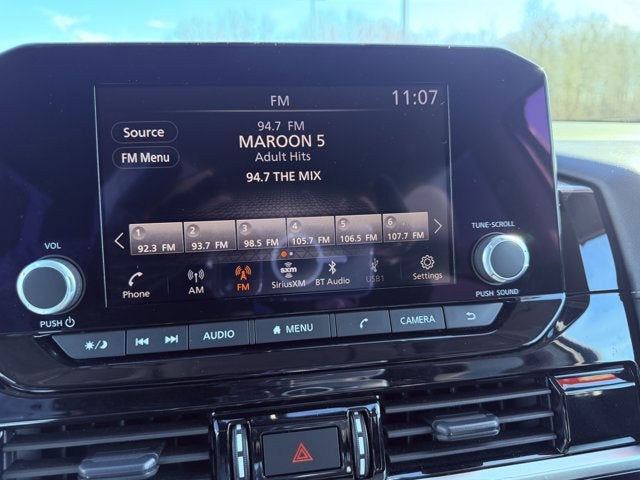 FM 11:07
Source
FM Menu
94.7 FM
MAROON 5
Adult Hits
94.7 THE MIX
1 2 3 4 5 6
92.3 FM 93.7 FM 98.5 FM 105.7 FM 106.5 FM 107.7 FM
Phone AM FM sxm SiriusXM BT Audio USB1 Settings
VOL
PUSH
TUNE-SCROLL
PUSH SOUND
AUDIO MENU CAMERA